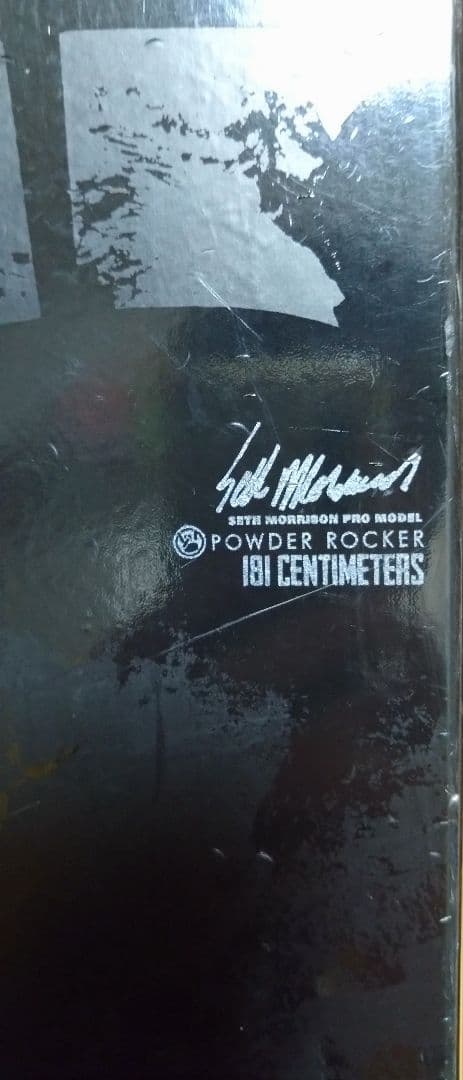 Seth Morrison
SETH MORRISON PRO MODEL
POWDER ROCKER
181 CENTIMETERS